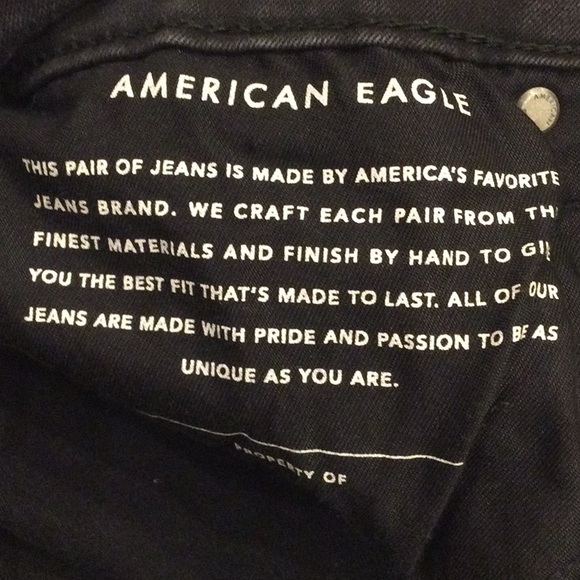 AMERICAN EAGLE
AMERICAN
THIS PAIR OF JEANS IS MADE BY AMERICA'S FAVORITE
JEANS BRAND. WE CRAFT EACH PAIR FROM TH
FINEST MATERIALS AND FINISH BY HAND TO GI
YOU THE BEST FIT THAT'S MADE TO LAST. ALL OF OUR
JEANS ARE MADE WITH PRIDE AND PASSION TO BE AS
UNIQUE AS YOU ARE.
PROPERTY OF